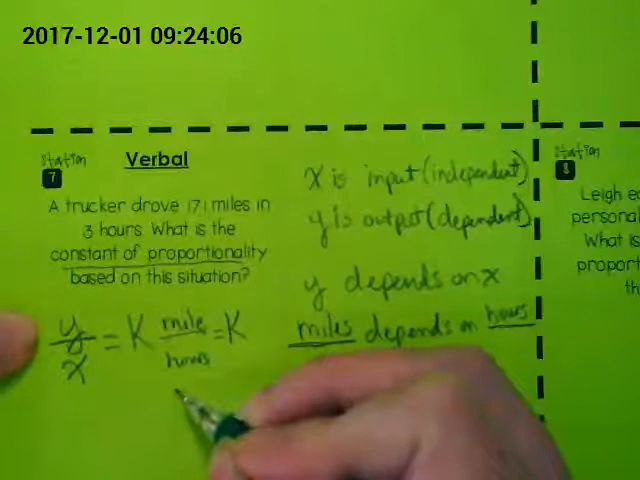 2017-12-01 09:24:06
Station
7
Verbal
A trucker drove 171 miles in
3 hours. What is the
constant of proportionality
based on this situation?
x is input (independent)
y is output (dependent)
y depends on x
miles depends on hours
y
x
= K
mile
hours
= K
Station
8
Leigh
personal
What is
proport
th